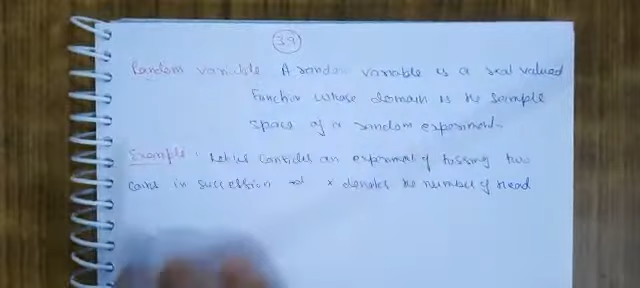 39
Random variable A random variable is a real valued
Function whose domain is the sample
space of a random experiment.
Example: Let us consider an experiment of tossing two
coins in succession x denotes the number of head